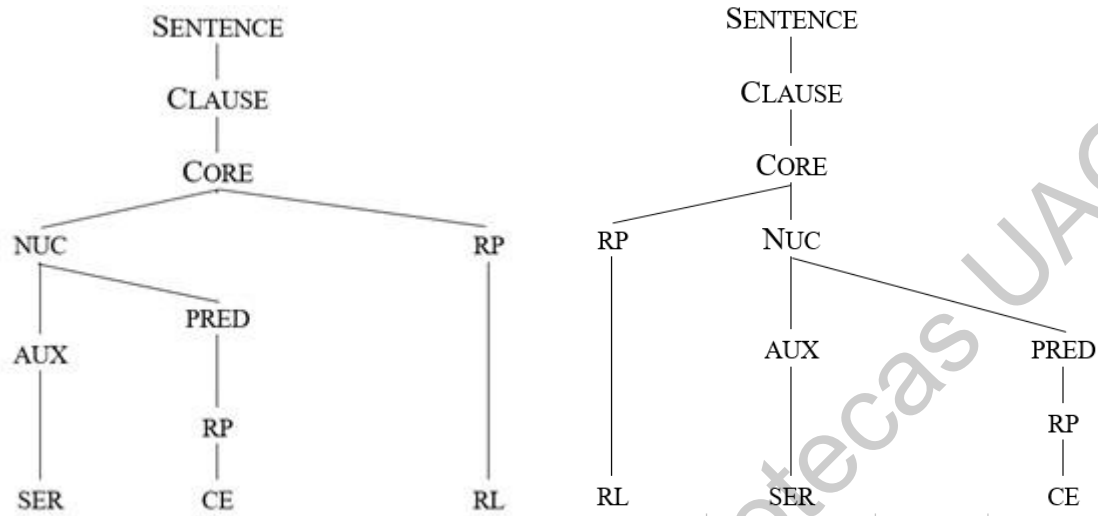 SENTENCE
CLAUSE
CORE
NUC RP
PRED
AUX
RP
SER CE RL
SENTENCE
CLAUSE
CORE
RP NUC
AUX PRED
RP
RL SER CE